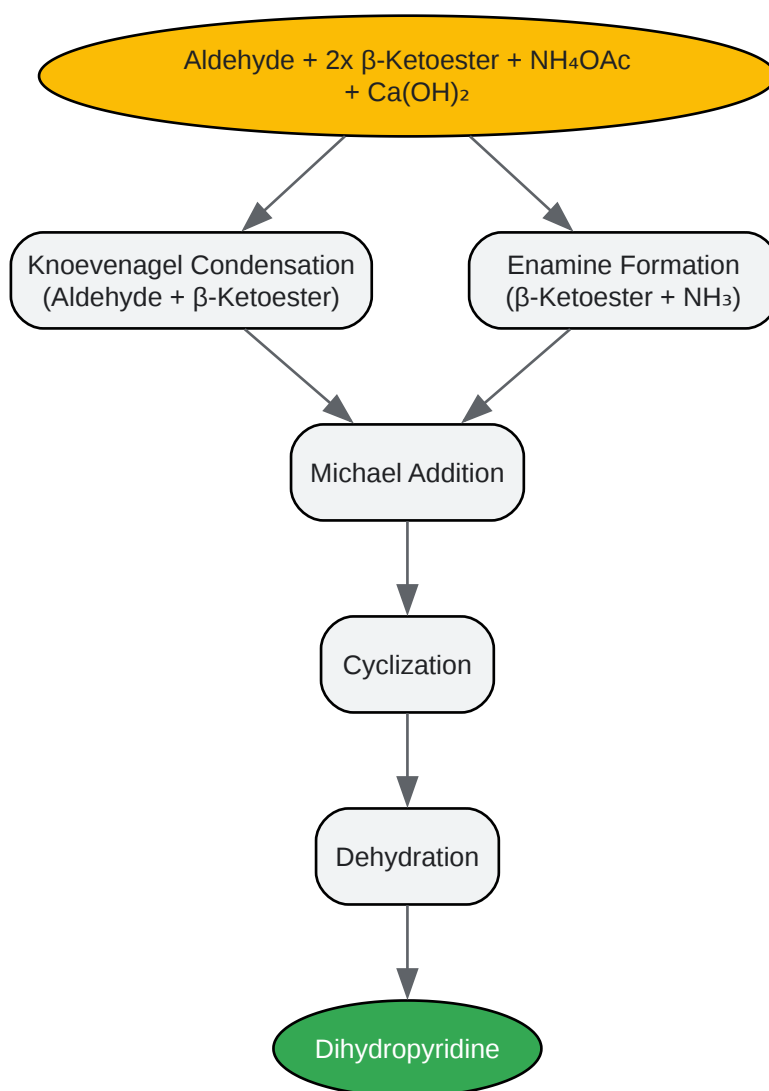 Aldehyde + 2x β-Ketoester + NH₄OAc
+ Ca(OH)₂
Knoevenagel Condensation
(Aldehyde + β-Ketoester)
Enamine Formation
(β-Ketoester + NH₃)
Michael Addition
Cyclization
Dehydration
Dihydropyridine